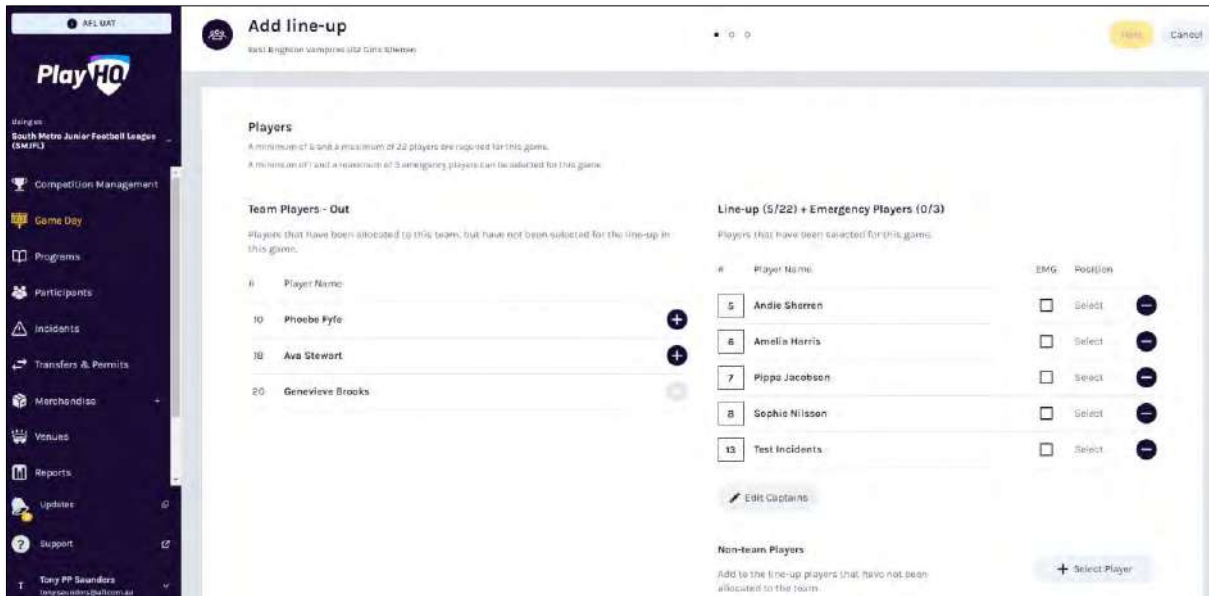 AFL UAT
PlayHQ
Using as
South Metro Junior Football League
(SMJFL)
Competition Management
Game Day
Programs
Participants
Incidents
Transfers & Permits
Merchandise +
Venues
Reports
Updates
Support
T Tony PP Saunders
Add line-up
Cancel
Players
A minimum of 6 and a maximum of 22 players are required for this game.
A minimum of 1 and a maximum of 3 emergency players can be selected for this game
Team Players - Out
Players that have been allocated to this team, but have not been selected for the line-up in
this game.
# Player Name
10 Phoebe Fyfe
18 Ava Stewart
20 Genevieve Brooks
Line-up (5/22) + Emergency Players (0/3)
Players that have been selected for this game.
# Player Name EMG Position
5 Andie Sherren Select
6 Amelia Harris Select
7 Pippa Jacobson Select
8 Sophie Nilsson Select
13 Test Incidents Select
Edit Captains
Non-team Players
Add to the line-up players that have not been
allocated to the team.
+ Select Player